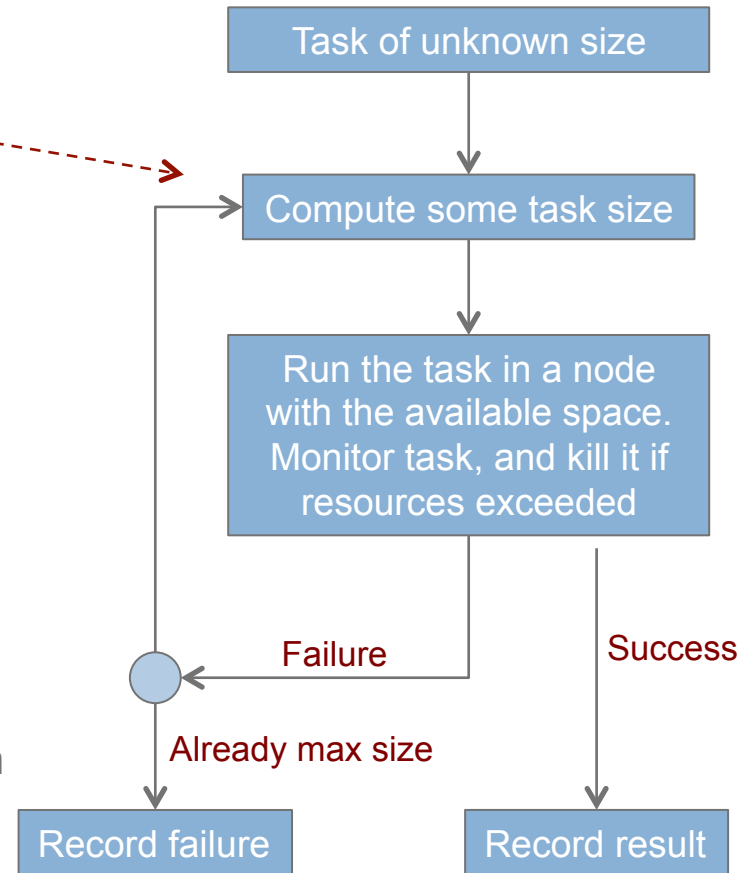 Task of unknown size
Compute some task size
Run the task in a node
with the available space.
Monitor task, and kill it if
resources exceeded
Failure
Success
Already max size
Record failure
Record result